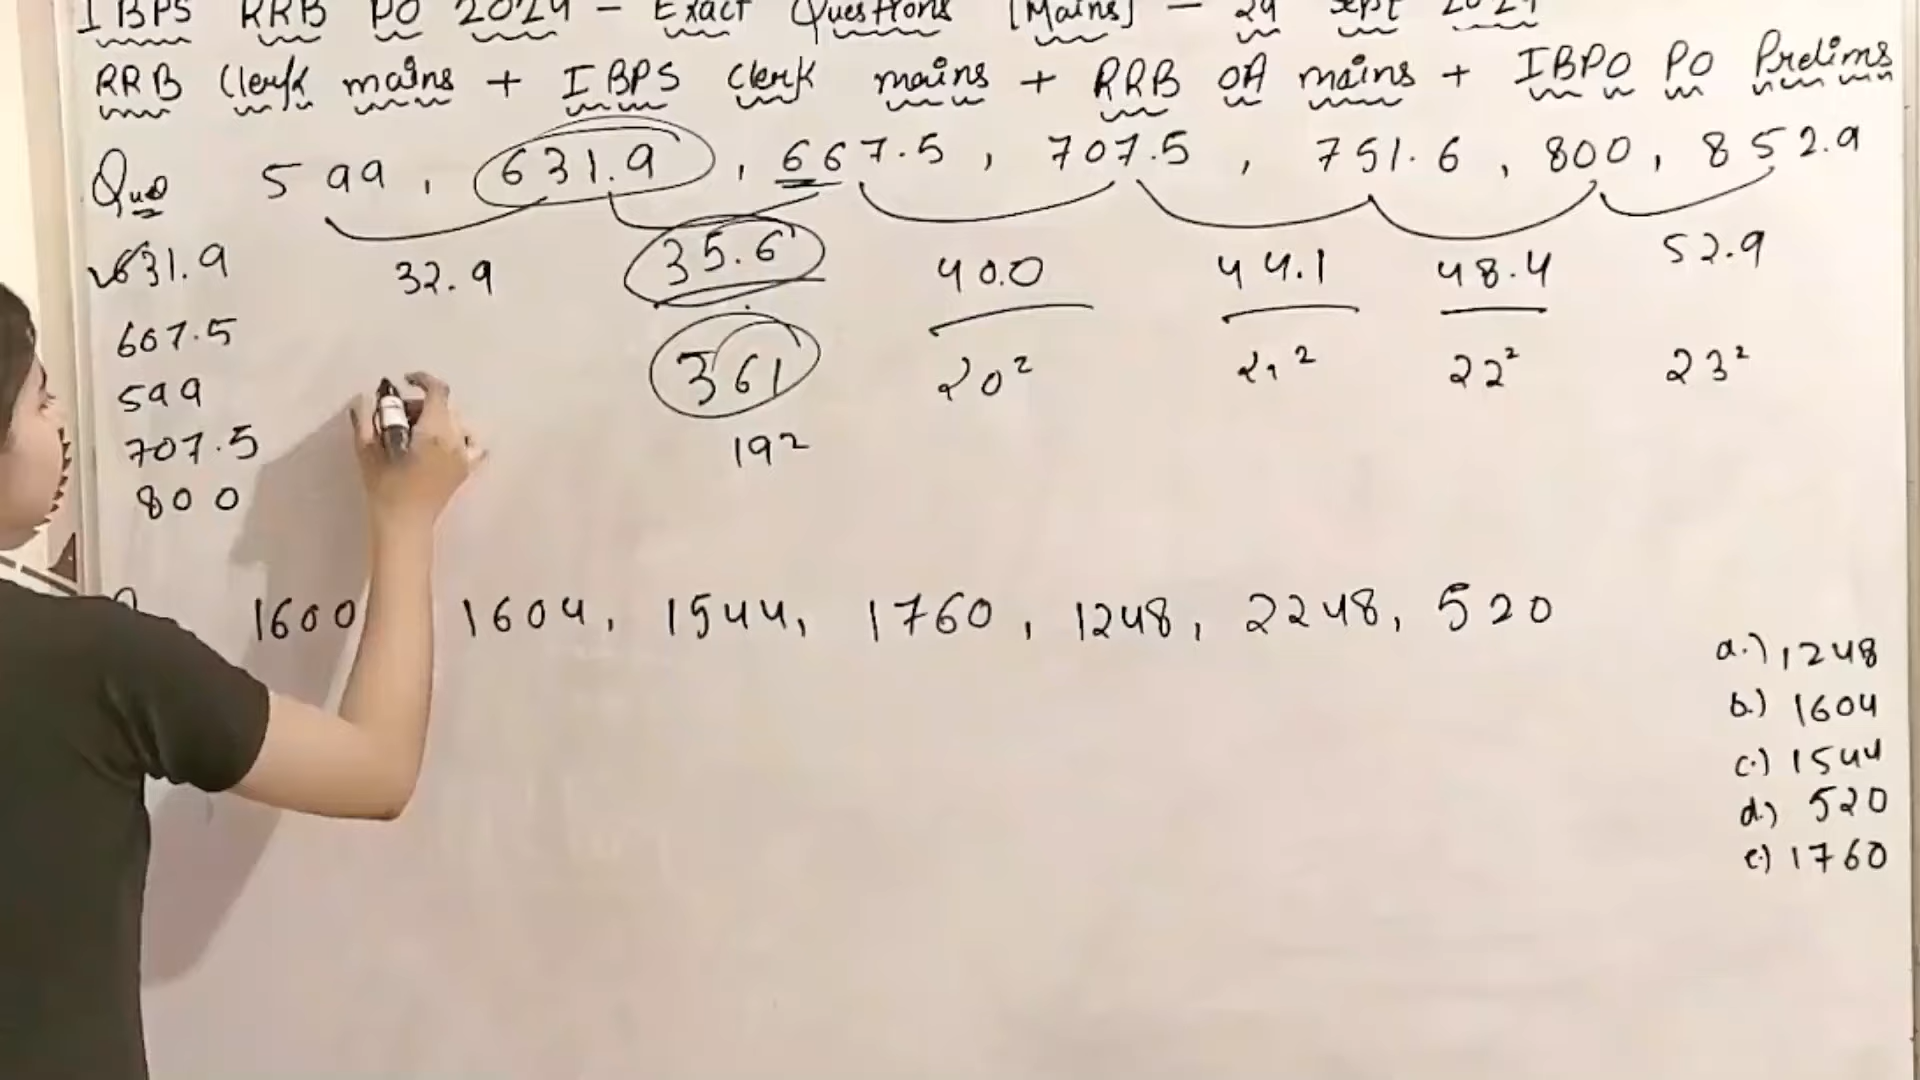 IBPS RRB PO 2024 - Exact Questions [Mains] - 29 Sept 2024
RRB Clerk mains + IBPS Clerk mains + RRB OA mains + IBPO PO Prelims
Que 599, 631.9, 667.5, 707.5, 751.6, 800, 852.9
631.9 32.9 35.6 40.0 44.1 48.4 52.9
667.5 361 20² 21² 22² 23²
599
707.5 19²
800
1600 1604, 1544, 1760, 1248, 2248, 520
a.) 1248
b.) 1604
c.) 1544
d.) 520
e.) 1760